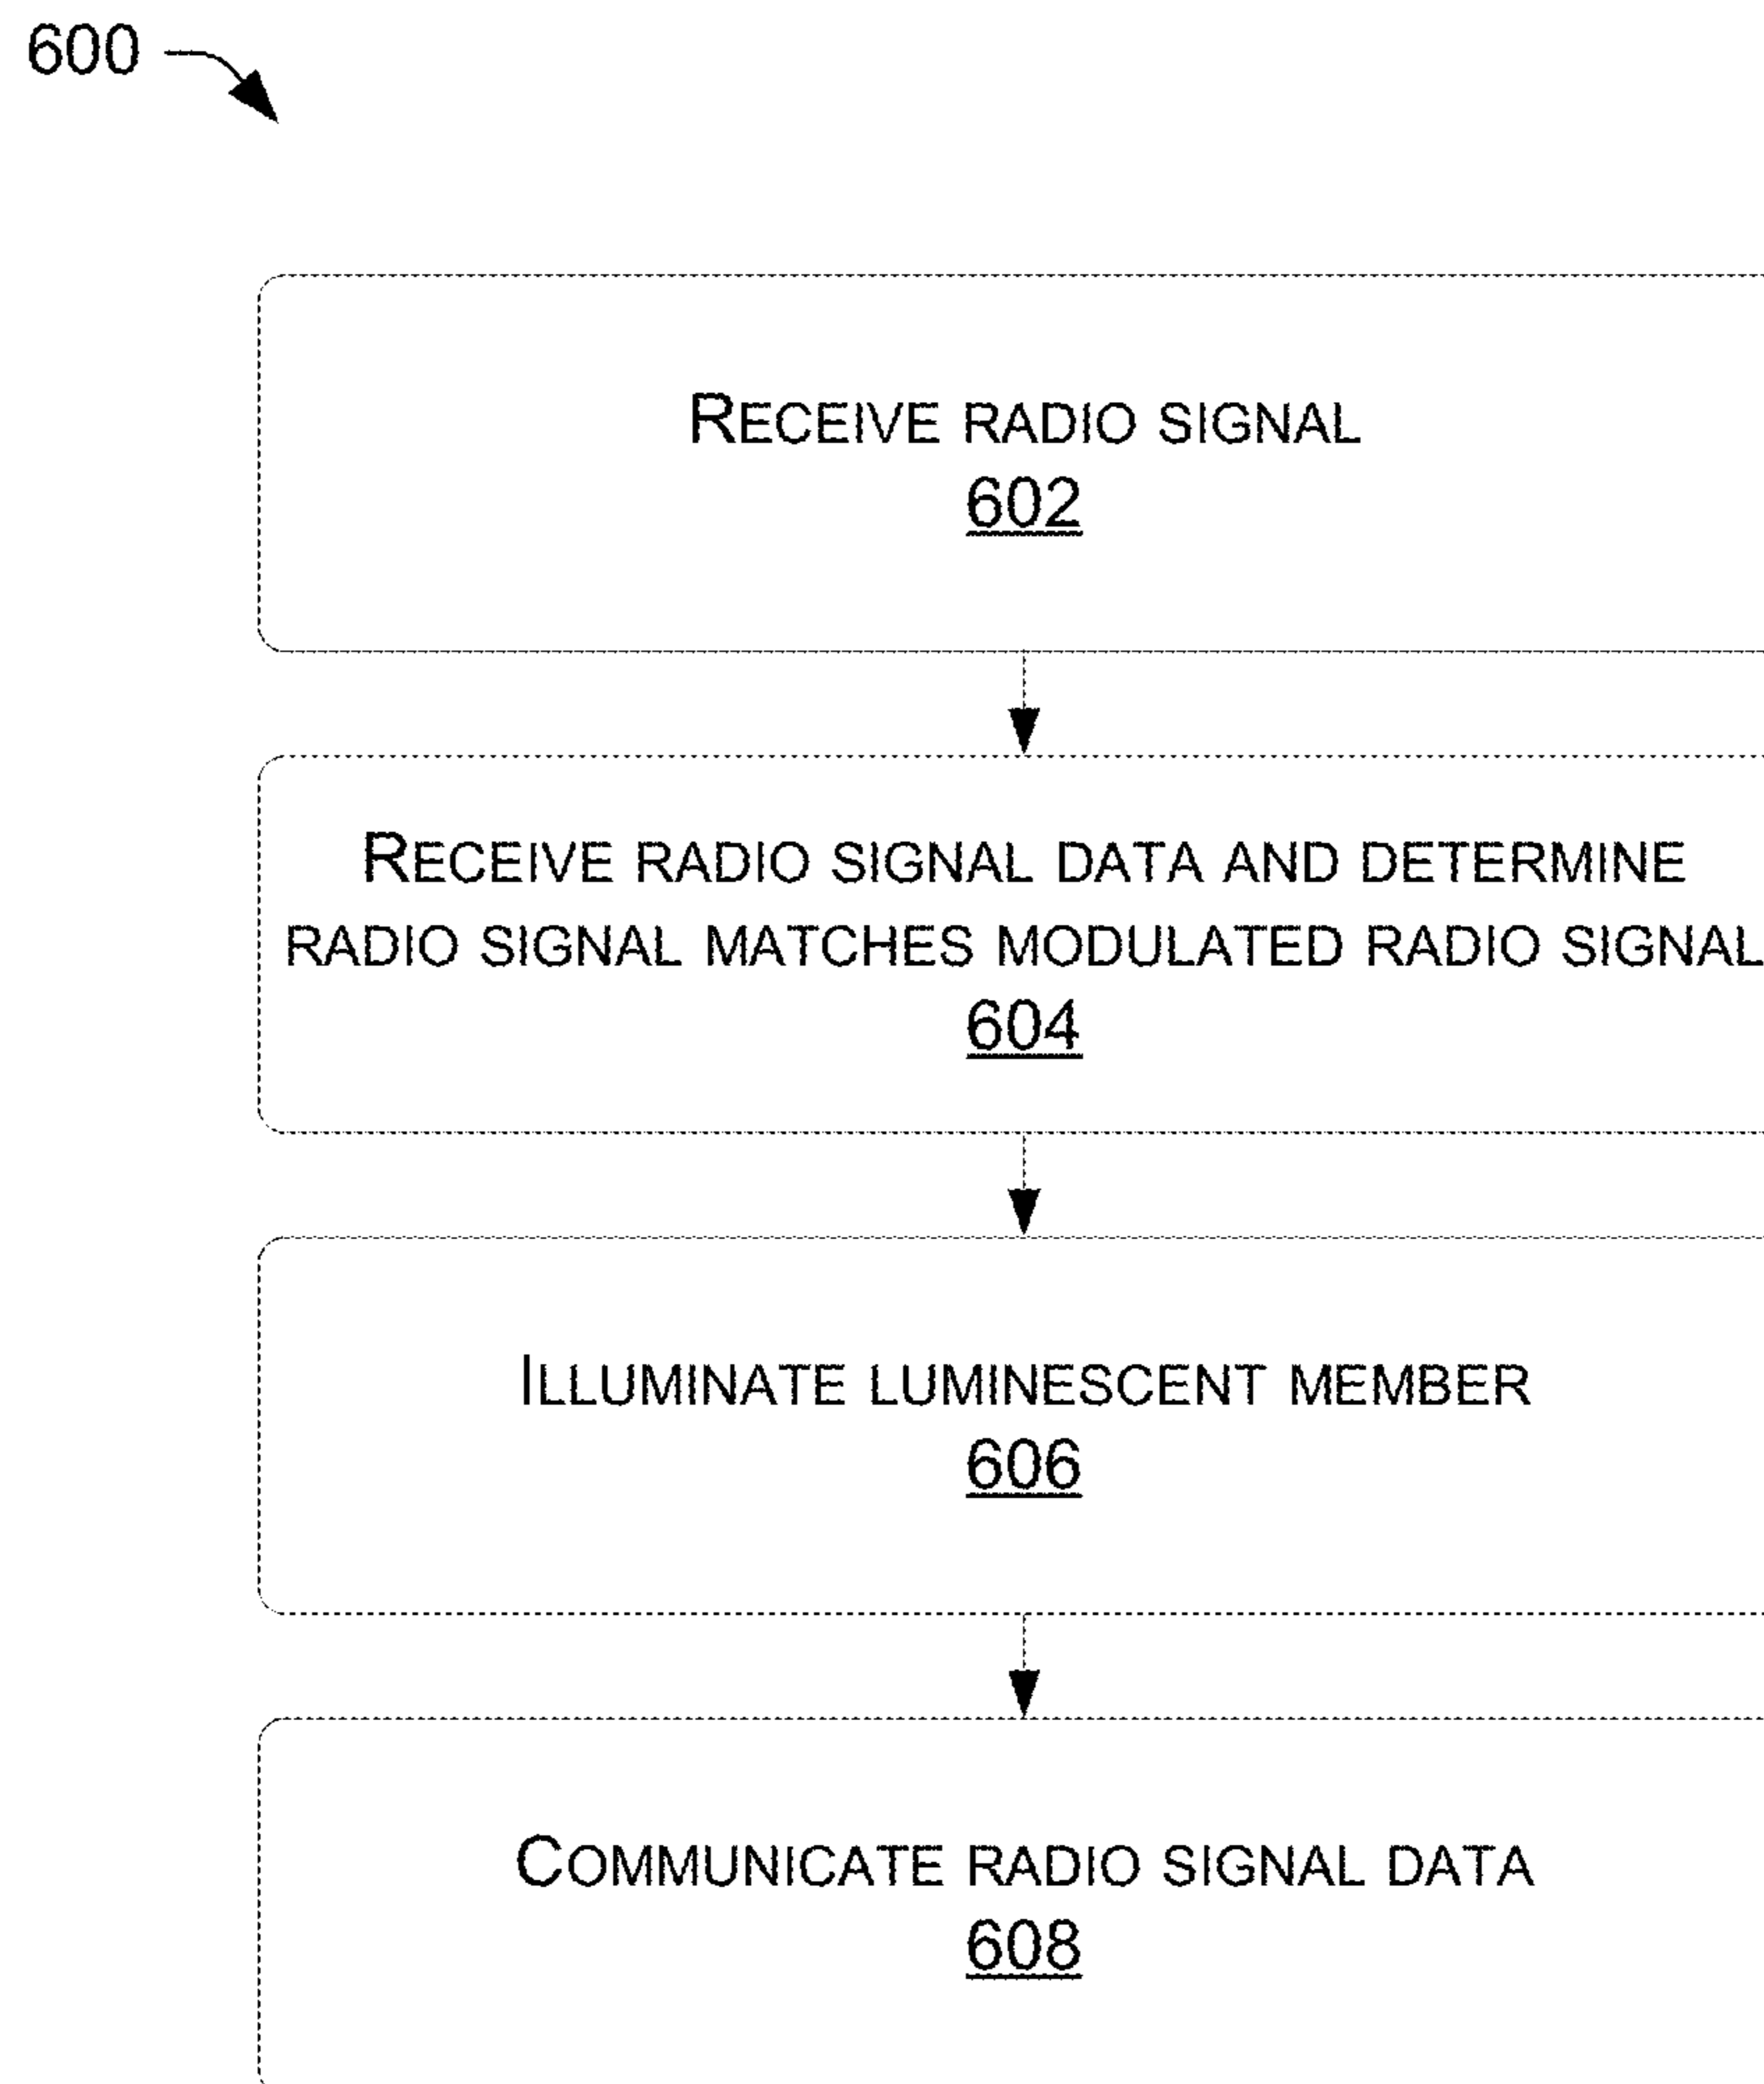 600
RECEIVE RADIO SIGNAL
602
RECEIVE RADIO SIGNAL DATA AND DETERMINE
RADIO SIGNAL MATCHES MODULATED RADIO SIGNAL
604
ILLUMINATE LUMINESCENT MEMBER
606
COMMUNICATE RADIO SIGNAL DATA
608